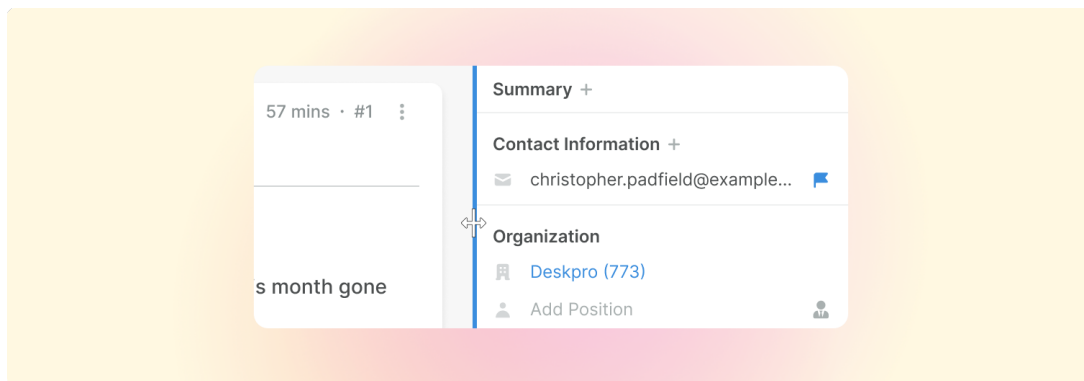 57 mins · #1
s month gone
Summary +
Contact Information +
christopher.padfield@example...
Organization
Deskpro (773)
Add Position